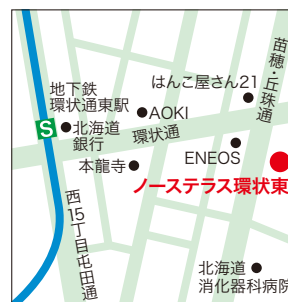 苗穂・丘珠通
はんこ屋さん21
地下鉄
環状通東駅
AOKI
S
北海道
銀行
環状通
本龍寺
ENEOS
ノーステラス環状東
西15丁目屯田通
北海道
消化器科病院